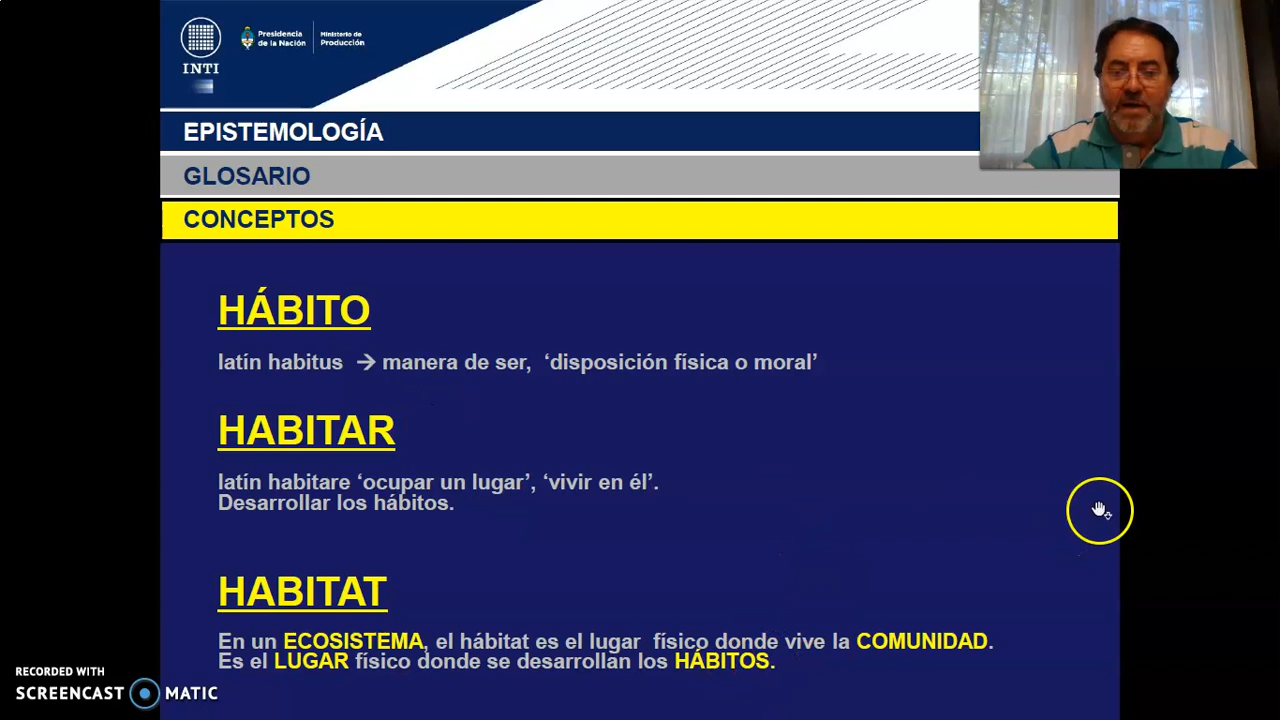 INTI
Presidencia
de la Nación
Ministerio de
Producción
EPISTEMOLOGÍA
GLOSARIO
CONCEPTOS
HÁBITO
latín habitus → manera de ser, ‘disposición física o moral’
HABITAR
latín habitare ‘ocupar un lugar’, ‘vivir en él’.
Desarrollar los hábitos.
HABITAT
En un ECOSISTEMA, el hábitat es el lugar físico donde vive la COMUNIDAD.
Es el LUGAR físico donde se desarrollan los HÁBITOS.
RECORDED WITH
SCREENCAST MATIC